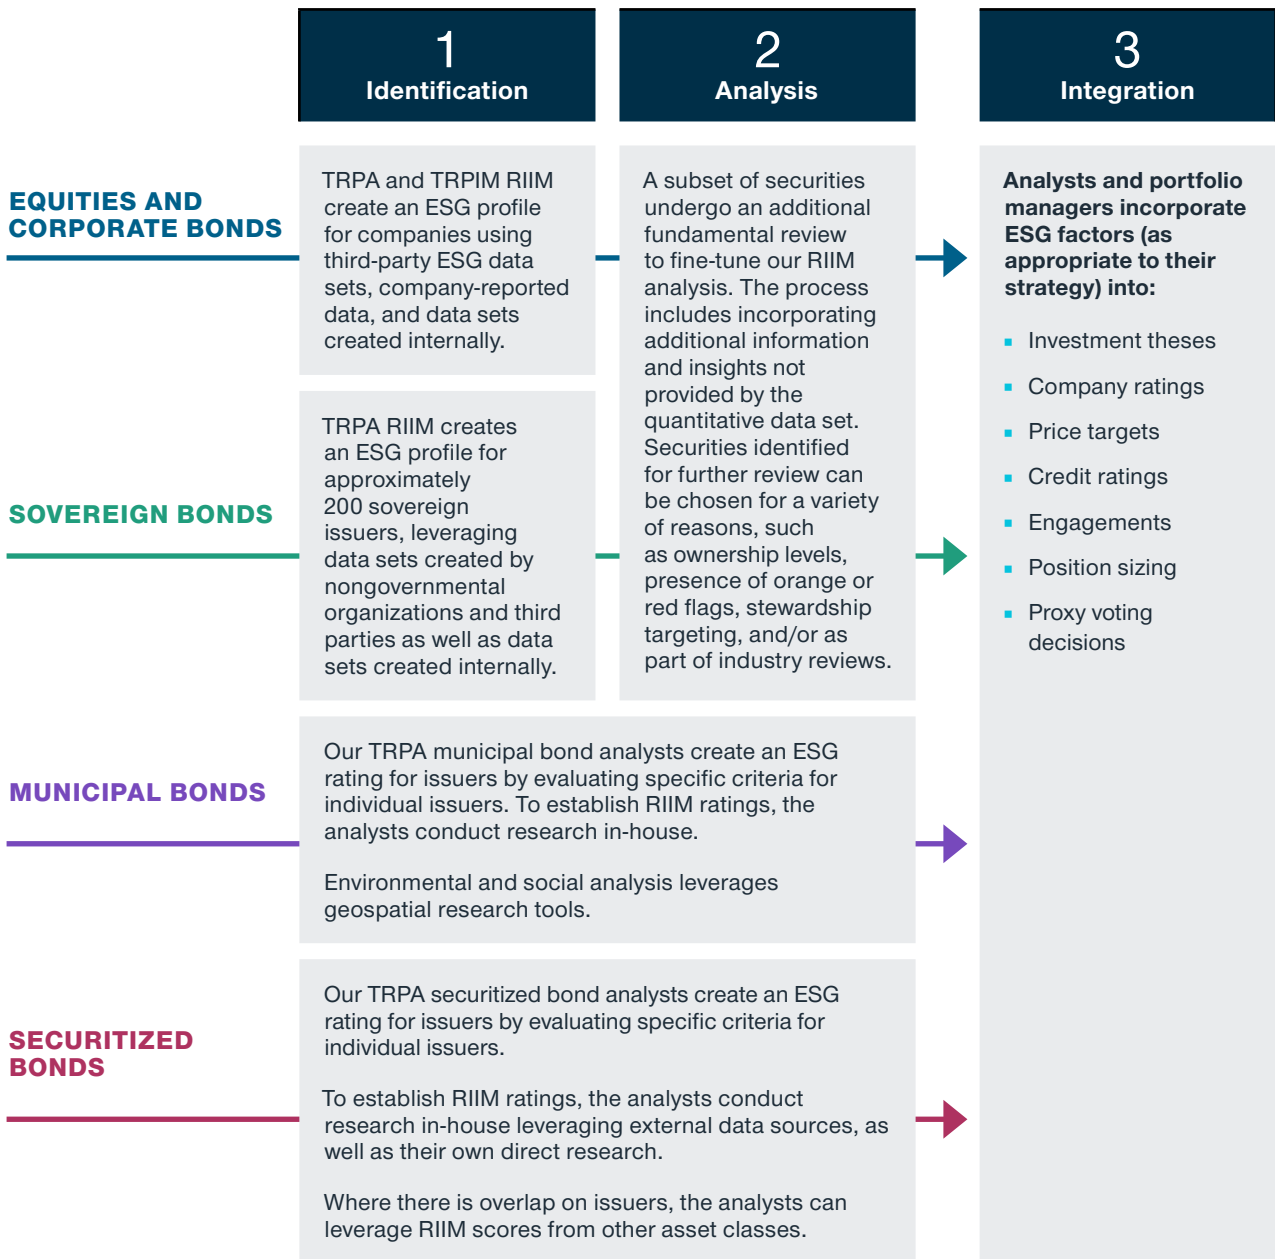 1
Identification
2
Analysis
3
Integration
EQUITIES AND
CORPORATE BONDS
TRPA and TRPIM RIIM
create an ESG profile
for companies using
third-party ESG data
sets, company-reported
data, and data sets
created internally.
SOVEREIGN BONDS
TRPA RIIM creates
an ESG profile for
approximately
200 sovereign
issuers, leveraging
data sets created by
nongovernmental
organizations and third
parties as well as data
sets created internally.
A subset of securities
undergo an additional
fundamental review
to fine-tune our RIIM
analysis. The process
includes incorporating
additional information
and insights not
provided by the
quantitative data set.
Securities identified
for further review can
be chosen for a variety
of reasons, such
as ownership levels,
presence of orange or
red flags, stewardship
targeting, and/or as
part of industry reviews.
MUNICIPAL BONDS
Our TRPA municipal bond analysts create an ESG
rating for issuers by evaluating specific criteria for
individual issuers. To establish RIIM ratings, the
analysts conduct research in-house.
Environmental and social analysis leverages
geospatial research tools.
SECURITIZED
BONDS
Our TRPA securitized bond analysts create an ESG
rating for issuers by evaluating specific criteria for
individual issuers.
To establish RIIM ratings, the analysts conduct
research in-house leveraging external data sources, as
well as their own direct research.
Where there is overlap on issuers, the analysts can
leverage RIIM scores from other asset classes.
Analysts and portfolio
managers incorporate
ESG factors (as
appropriate to their
strategy) into:
▪ Investment theses
▪ Company ratings
▪ Price targets
▪ Credit ratings
▪ Engagements
▪ Position sizing
▪ Proxy voting
decisions